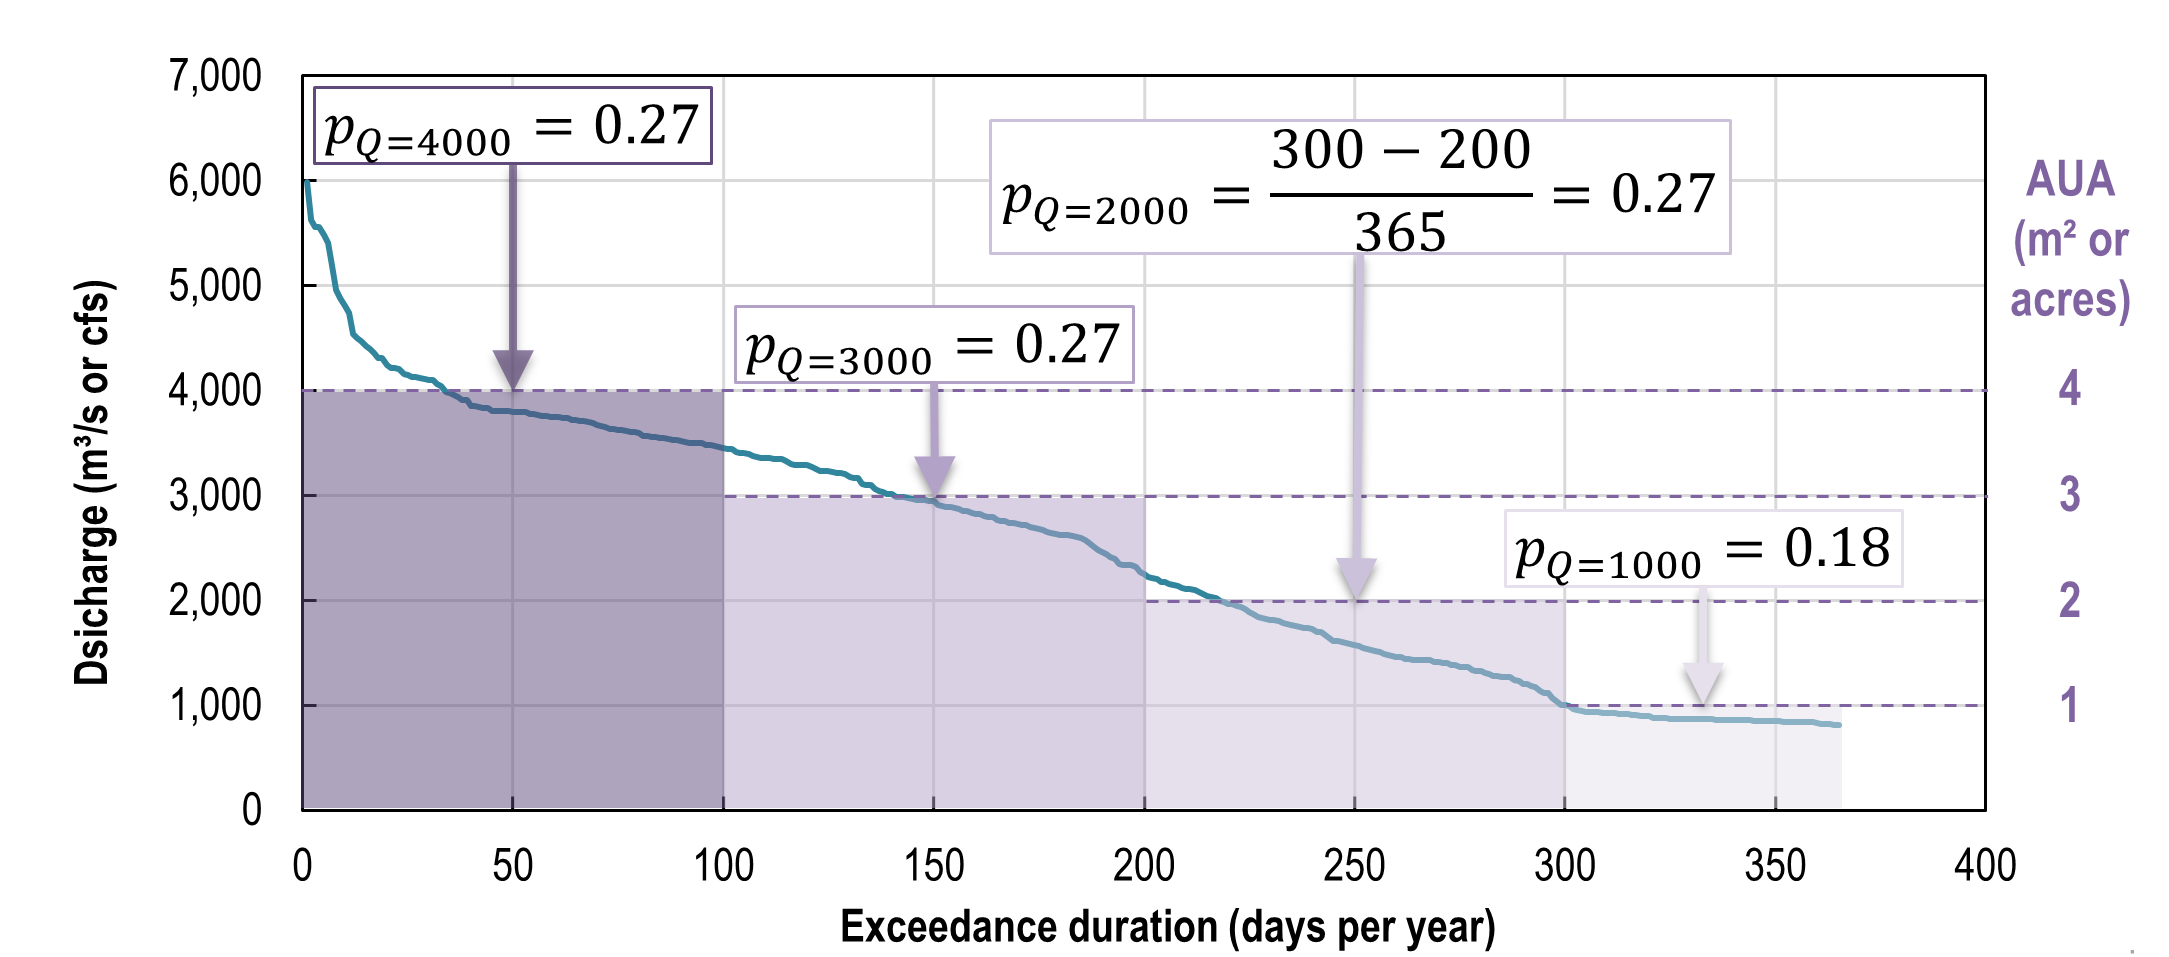 7,000
6,000
5,000
4,000
3,000
2,000
1,000
0
Dsicharge (m³/s or cfs)
p_{Q=4000} = 0.27
p_{Q=3000} = 0.27
p_{Q=2000} = \frac{300 − 200}{365} = 0.27
p_{Q=1000} = 0.18
AUA
(m² or
acres)
4
3
2
1
0 50 100 150 200 250 300 350 400
Exceedance duration (days per year)